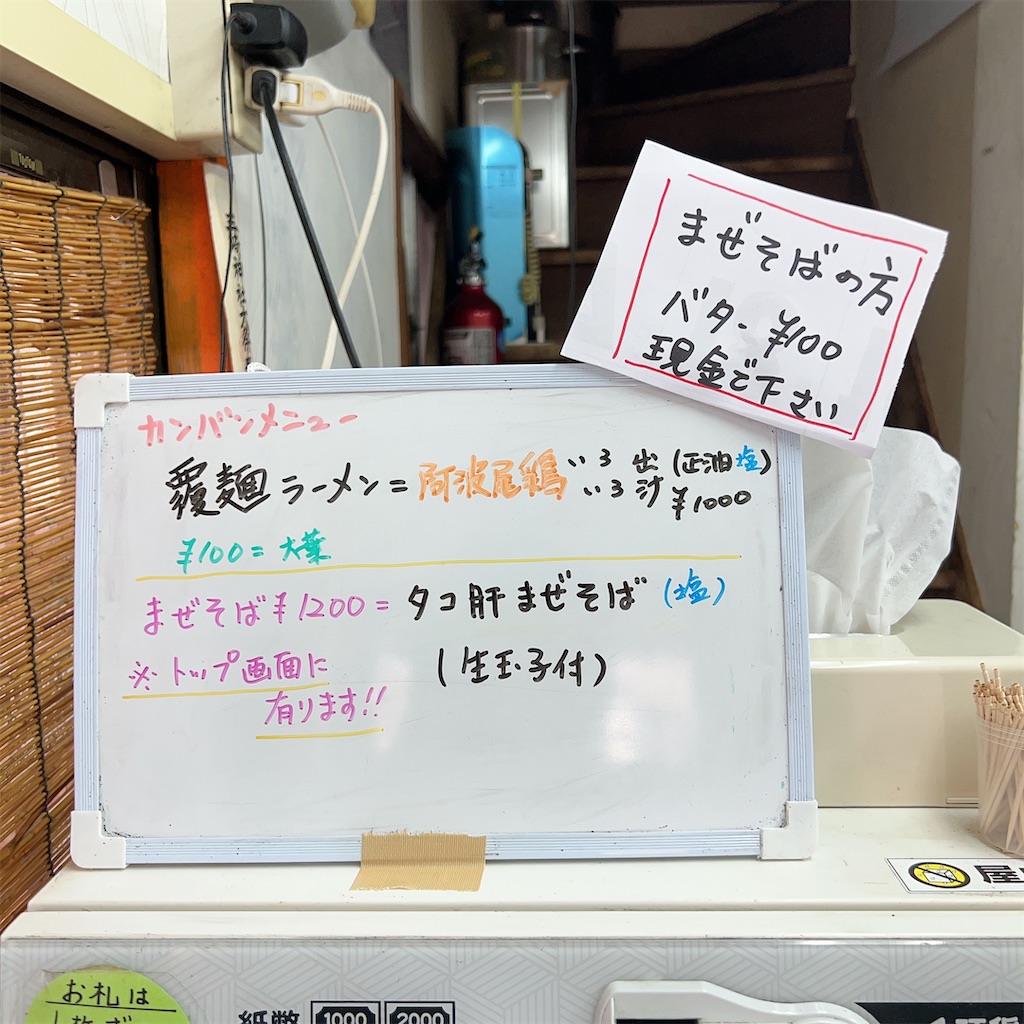 まぜそばの方
バター ¥100
現金で下さい
カンバンメニュー
覆麺ラーメン=阿波尾鶏いろいろ出汁(正油塩)
¥1000
¥100=大葉
まぜそば¥1200=タコ肝まぜそば(塩)
(生玉子付)
※トップ画面に
有ります!!
お札は
紙幣 1000 2000